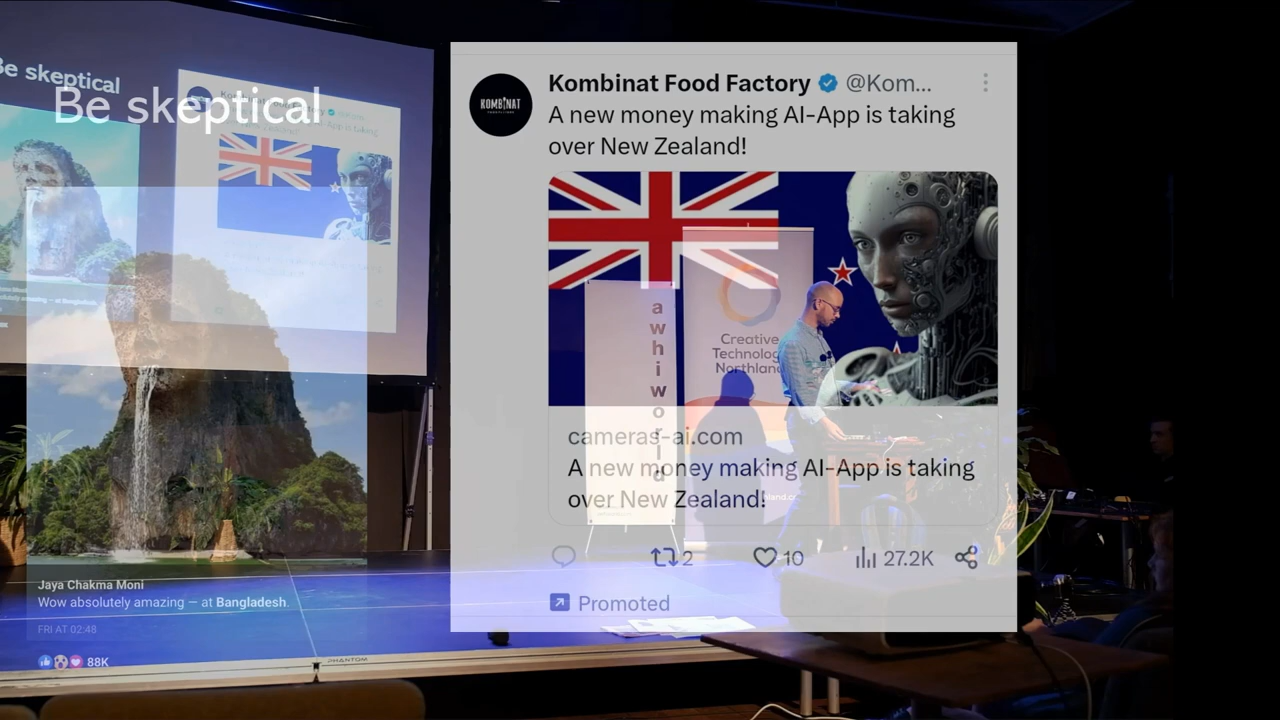 Be skeptical
Be skeptical
Kombinat Food Factory @Kom...
A new money making AI-App is taking
over New Zealand!
KOMBINAT
awhiworld
Creative
Technology
Northland
cameras-ai.com
A new money making AI-App is taking
over New Zealand!
2 10 27.2K
Promoted
Jaya Chakma Moni
Wow absolutely amazing — at Bangladesh.
FRI AT 02:48
88K
PHANTOM